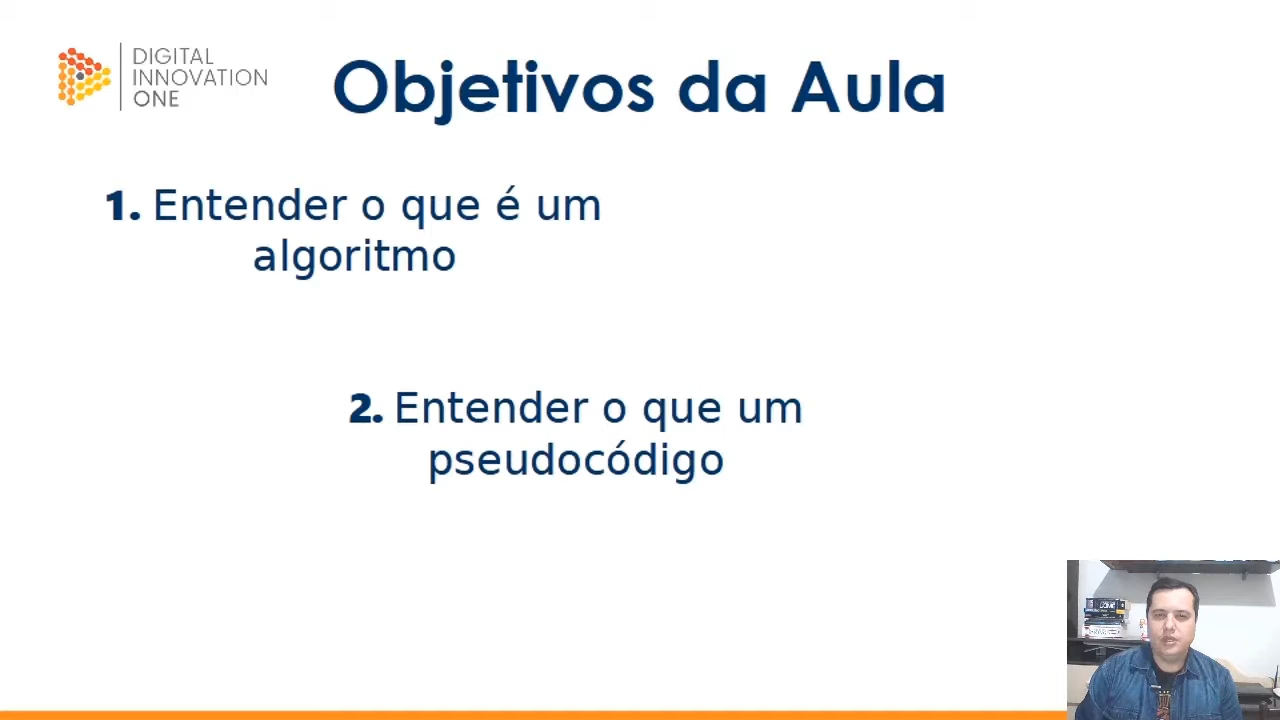 DIGITAL
INNOVATION
ONE
Objetivos da Aula
1. Entender o que é um
algoritmo
2. Entender o que um
pseudocódigo